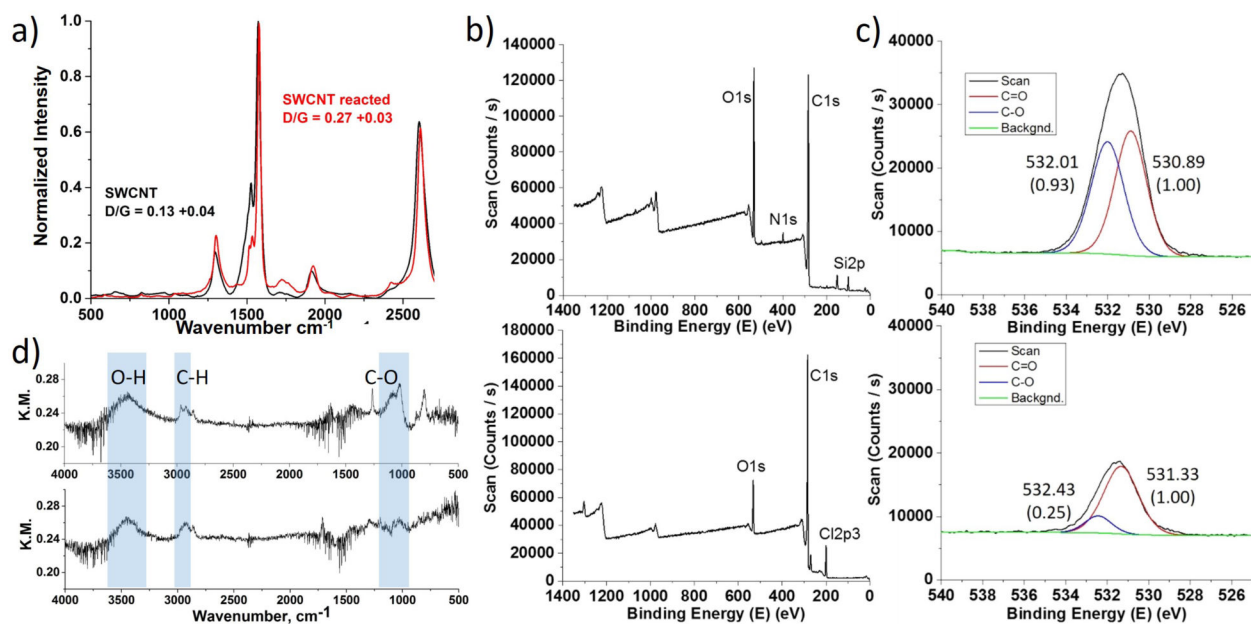 a)
Normalized Intensity
1.0
0.8
0.6
0.4
0.2
0.0
SWCNT reacted
D/G = 0.27 +0.03
SWCNT
D/G = 0.13 +0.04
500 1000 1500 2000 2500
Wavenumber cm-1
b)
Scan (Counts / s)
140000
120000
100000
80000
60000
40000
20000
0
O1s
C1s
N1s
Si2p
1400 1200 1000 800 600 400 200 0
Binding Energy (E) (eV)
c)
Scan (Counts / s)
40000
30000
20000
10000
0
Scan
C=O
C-O
Backgnd.
532.01
(0.93)
530.89
(1.00)
540 538 536 534 532 530 528 526
Binding Energy (E) (eV)
d)
O-H
C-H
C-O
K.M.
0.28
0.24
0.20
4000 3500 3000 2500 2000 1500 1000 500
K.M.
0.28
0.24
0.20
4000 3500 3000 2500 2000 1500 1000 500
Wavenumber, cm-1
Scan (Counts / s)
180000
160000
140000
120000
100000
80000
60000
40000
20000
0
C1s
O1s
Cl2p3
1400 1200 1000 800 600 400 200 0
Binding Energy (E) (eV)
Scan (Counts / s)
40000
30000
20000
10000
0
Scan
C=O
C-O
Backgnd.
532.43
(0.25)
531.33
(1.00)
540 538 536 534 532 530 528 526
Binding Energy (E) (eV)